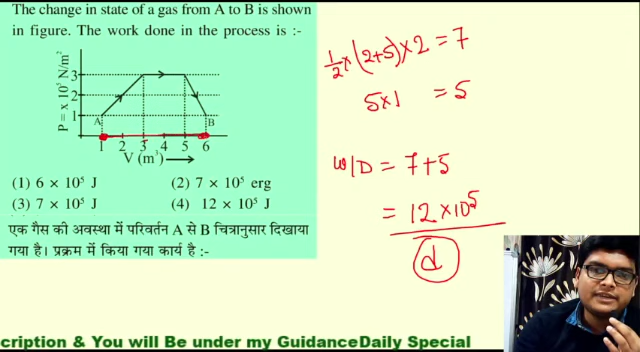 The change in state of a gas from A to B is shown
in figure. The work done in the process is :-
P = × 10⁵ N/m²
3
2
1
A
B
1 2 3 4 5 6
V (m³)
(1) 6 × 10⁵ J (2) 7 × 10⁵ erg
(3) 7 × 10⁵ J (4) 12 × 10⁵ J
एक गैस की अवस्था में परिवर्तन A से B चित्रानुसार दिखाया
गया है। प्रक्रम में किया गया कार्य है :-
1/2 × (2+5) × 2 = 7
5×1 = 5
W/D = 7+5
= 12 × 10⁵
d
cription & You will Be under my GuidanceDaily Special